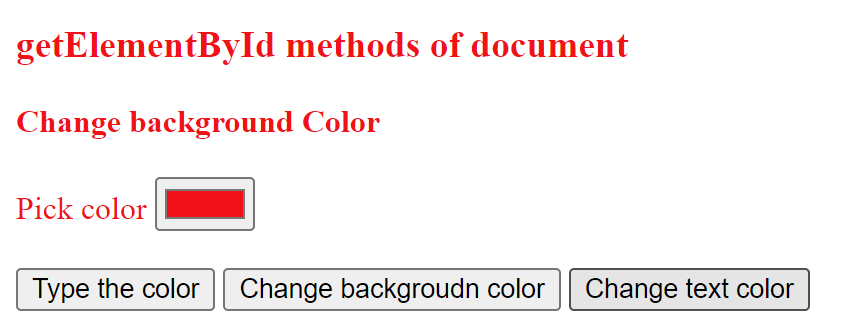 getElementById methods of document
Change background Color
Pick color
Type the color Change backgroudn color Change text color